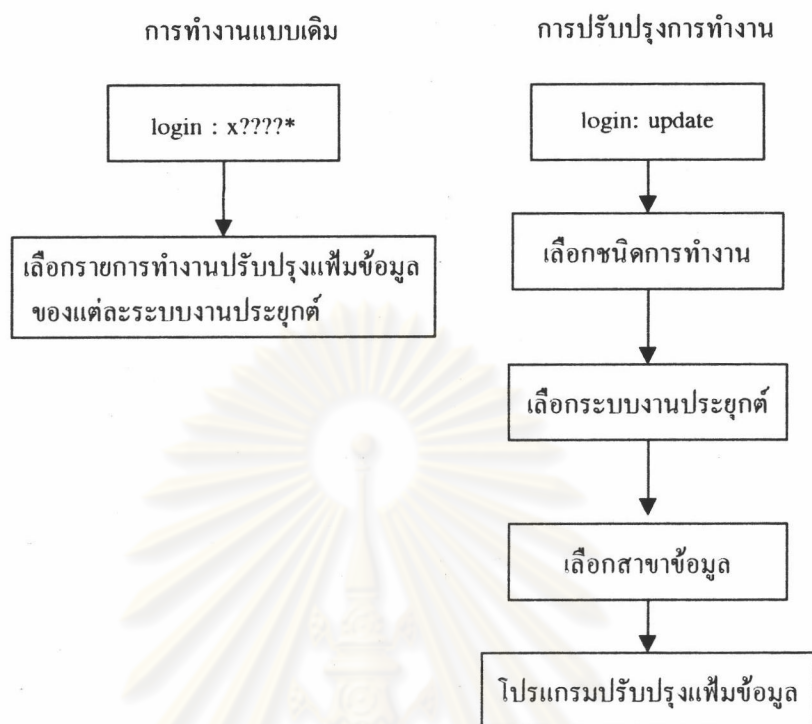 การทำงานแบบเดิม
login : x????*
เลือกรายการทำงานปรับปรุงแฟ้มข้อมูล
ของแต่ละระบบงานประยุกต์
การปรับปรุงการทำงาน
login: update
เลือกชนิดการทำงาน
เลือกระบบงานประยุกต์
เลือกสาขาข้อมูล
โปรแกรมปรับปรุงแฟ้มข้อมูล